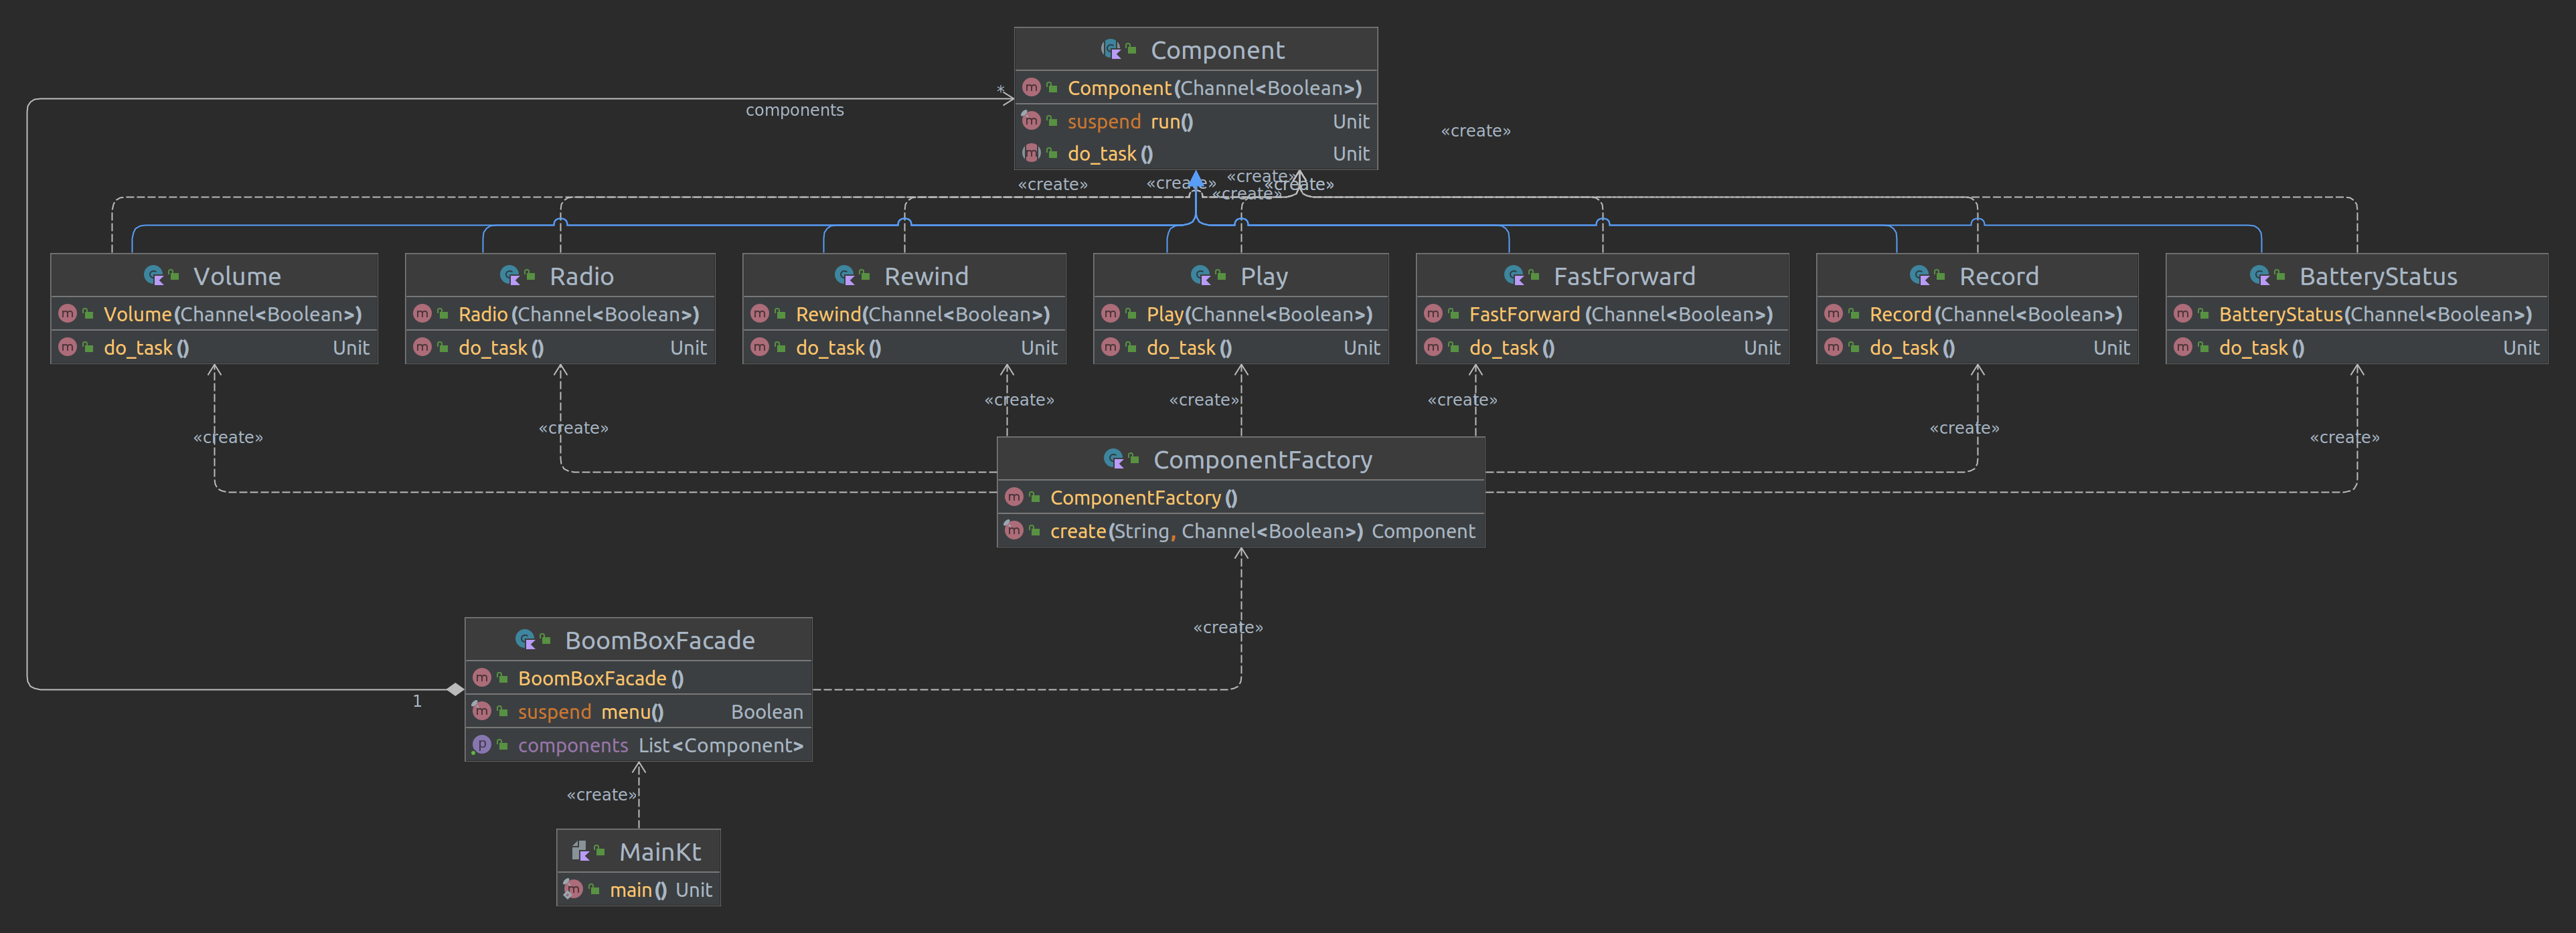 Component
Component(Channel<Boolean>)
* 
components
suspend run() Unit
«create»
do_task() Unit
«create» «create» «create» «create» «create»
Volume
Volume(Channel<Boolean>)
do_task() Unit
Radio
Radio(Channel<Boolean>)
do_task() Unit
Rewind
Rewind(Channel<Boolean>)
do_task() Unit
Play
Play(Channel<Boolean>)
do_task() Unit
FastForward
FastForward(Channel<Boolean>)
do_task() Unit
Record
Record(Channel<Boolean>)
do_task() Unit
BatteryStatus
BatteryStatus(Channel<Boolean>)
do_task() Unit
«create» «create» «create»
«create» «create»
«create» «create»
ComponentFactory
ComponentFactory()
create(String, Channel<Boolean>) Component
«create»
BoomBoxFacade
BoomBoxFacade()
1
suspend menu() Boolean
components List<Component>
«create»
MainKt
main() Unit